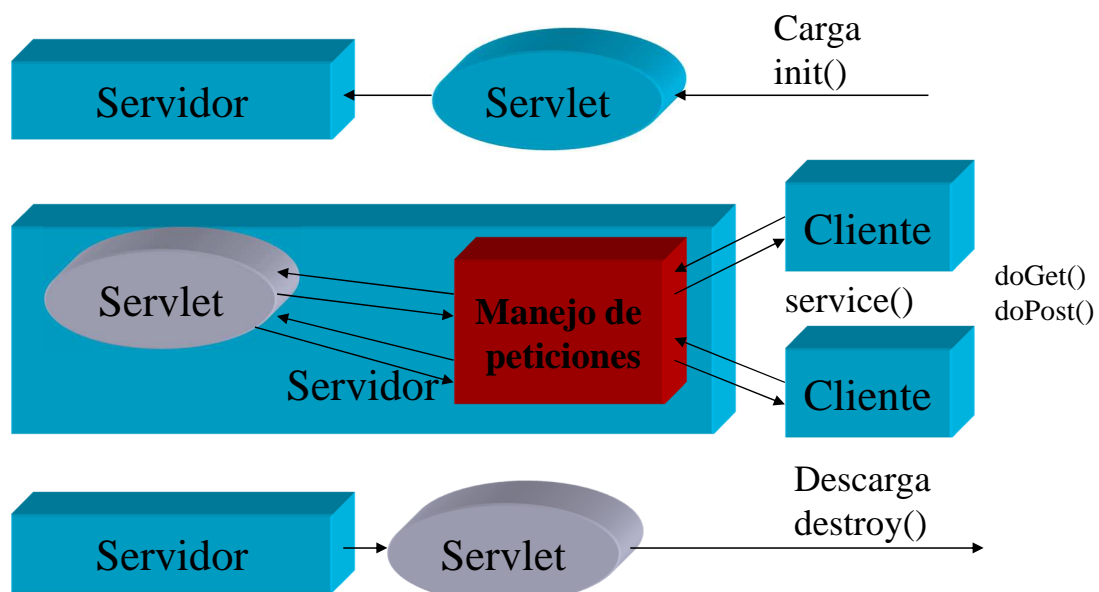 Carga
init()
Servidor
Servlet
Cliente
Servlet
service()
doGet()
doPost()
Manejo de
peticiones
Servidor
Cliente
Descarga
destroy()
Servidor
Servlet